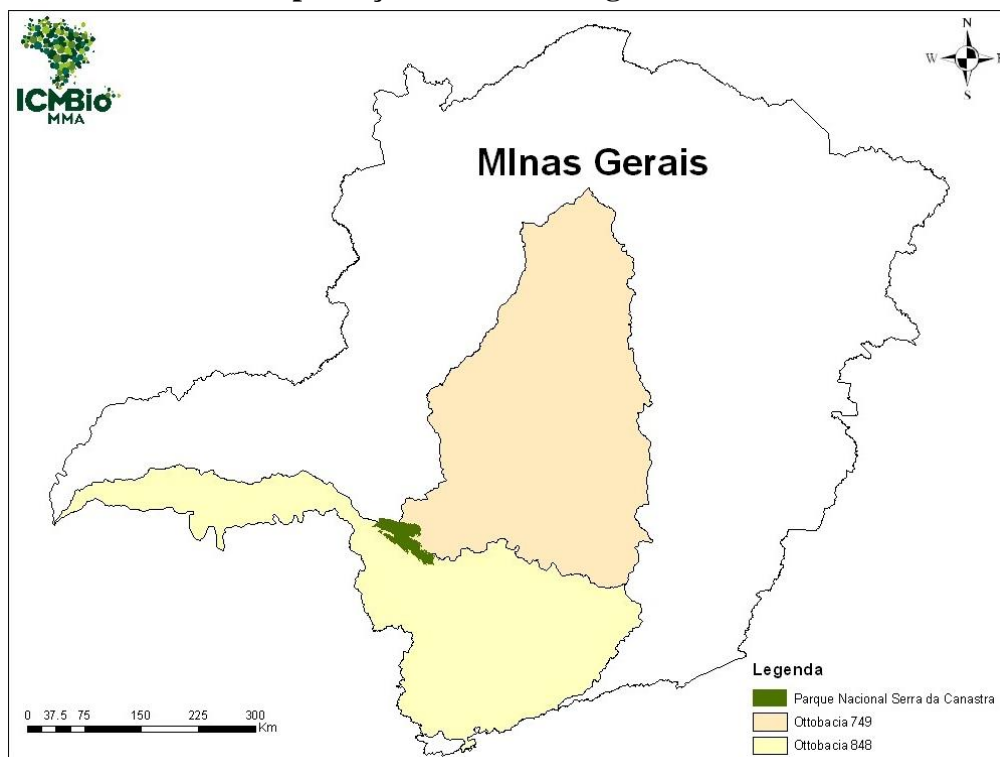 ICMBio
MMA
N
W
E
S
MInas Gerais
Legenda
Parque Nacional Serra da Canastra
Ottobacia 749
Ottobacia 848
0 37.5 75 150 225 300
Km